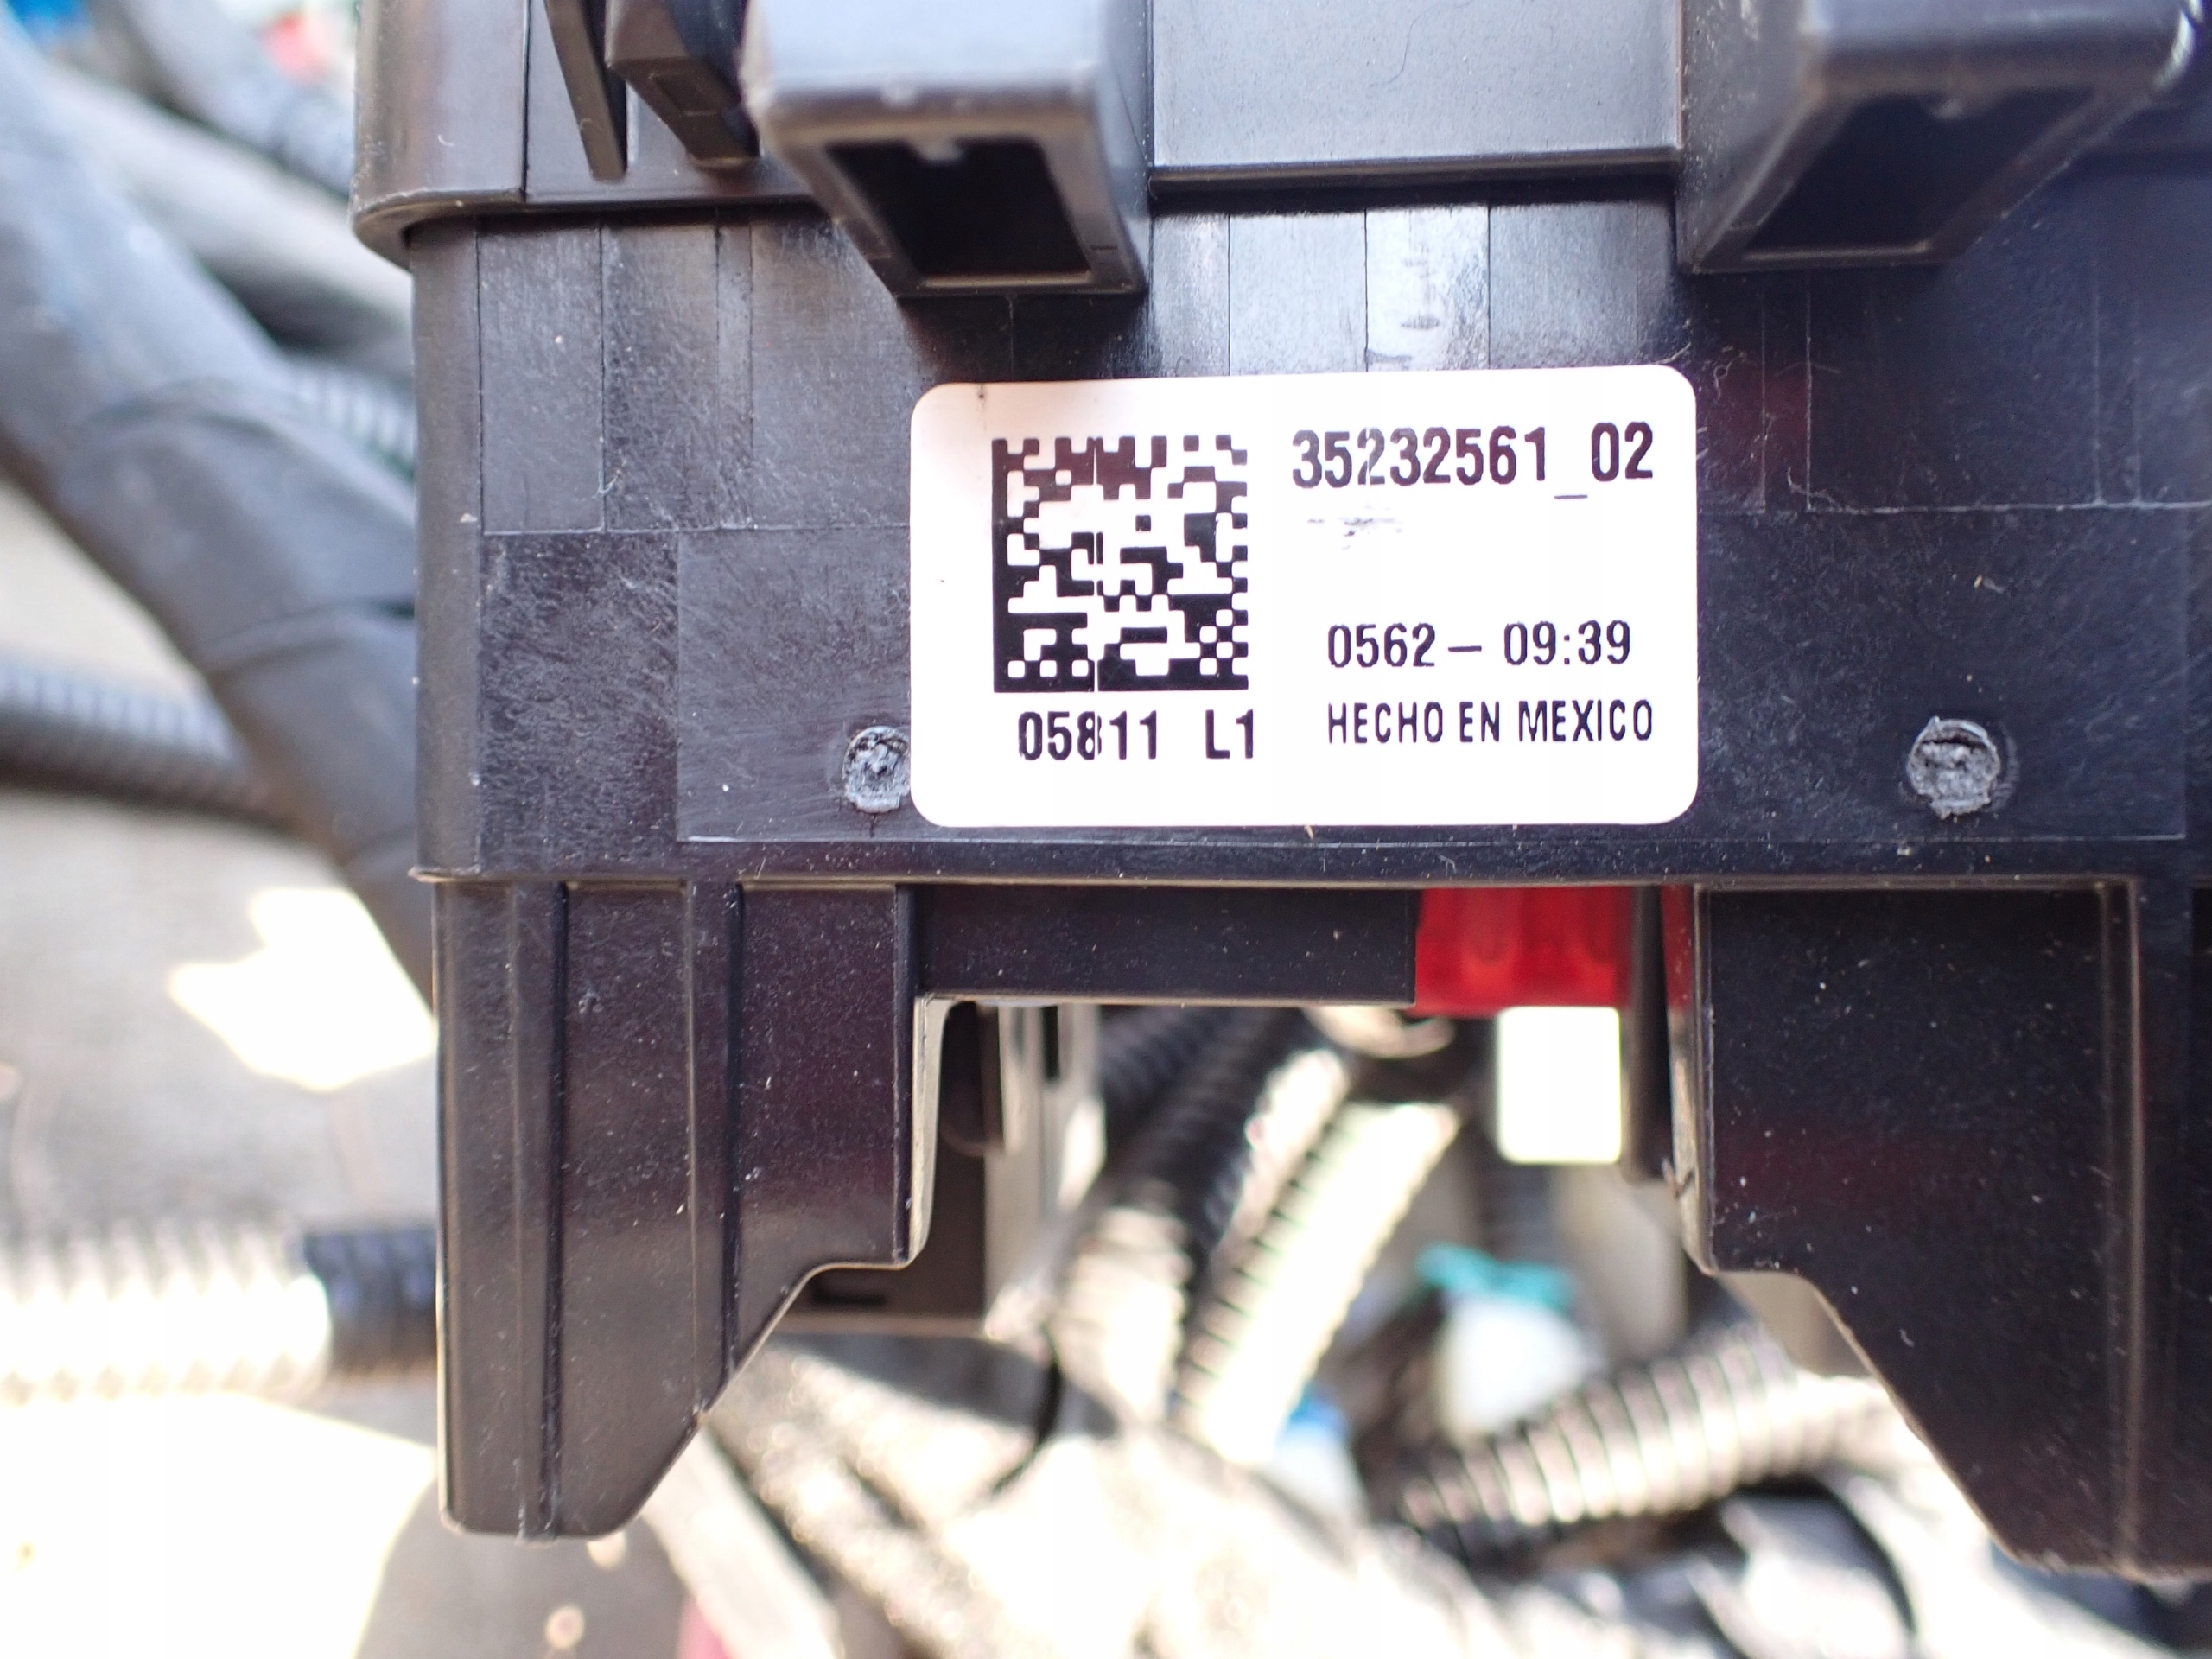 35232561_02
0562 – 09:39
05811 L1
HECHO EN MEXICO